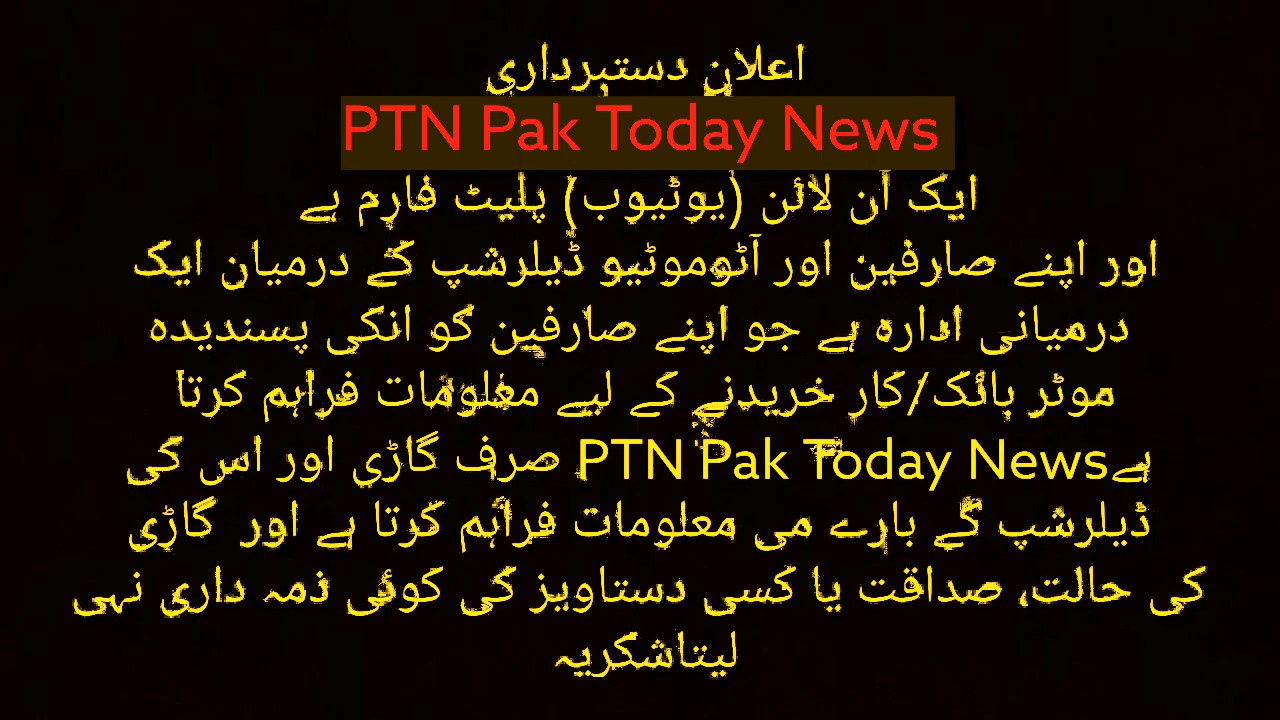 اعلان دستبرداری
PTN Pak Today News
ایک آن لائن (یوٹیوب) پلیٹ فارم ہے
اور اپنے صارفین اور آٹوموٹیو ڈیلرشپ کے درمیان ایک
درمیانی ادارہ ہے جو اپنے صارفین کو انکی پسندیدہ
موٹر بائک/کار خریدنے کے لیے معلومات فراہم کرتا
ہےPTN Pak Today News صرف گاڑی اور اس کی
ڈیلرشپ کے بارے می معلومات فراہم کرتا ہے اور گاڑی
کی حالت، صداقت یا کسی دستاویز کی کوئی ذمہ داری نہی
لیتاشکریہ